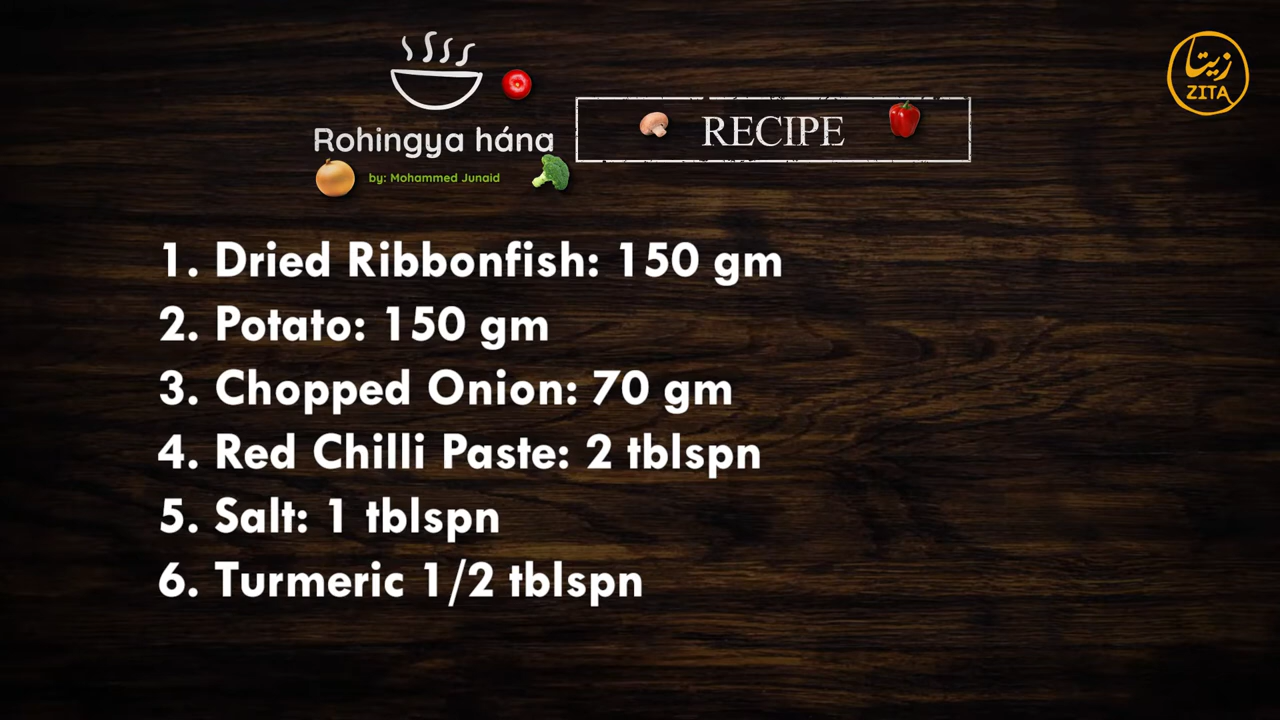 زيتا
ZITA
Rohingya hána
by: Mohammed Junaid
RECIPE
1. Dried Ribbonfish: 150 gm
2. Potato: 150 gm
3. Chopped Onion: 70 gm
4. Red Chilli Paste: 2 tblspn
5. Salt: 1 tblspn
6. Turmeric 1/2 tblspn